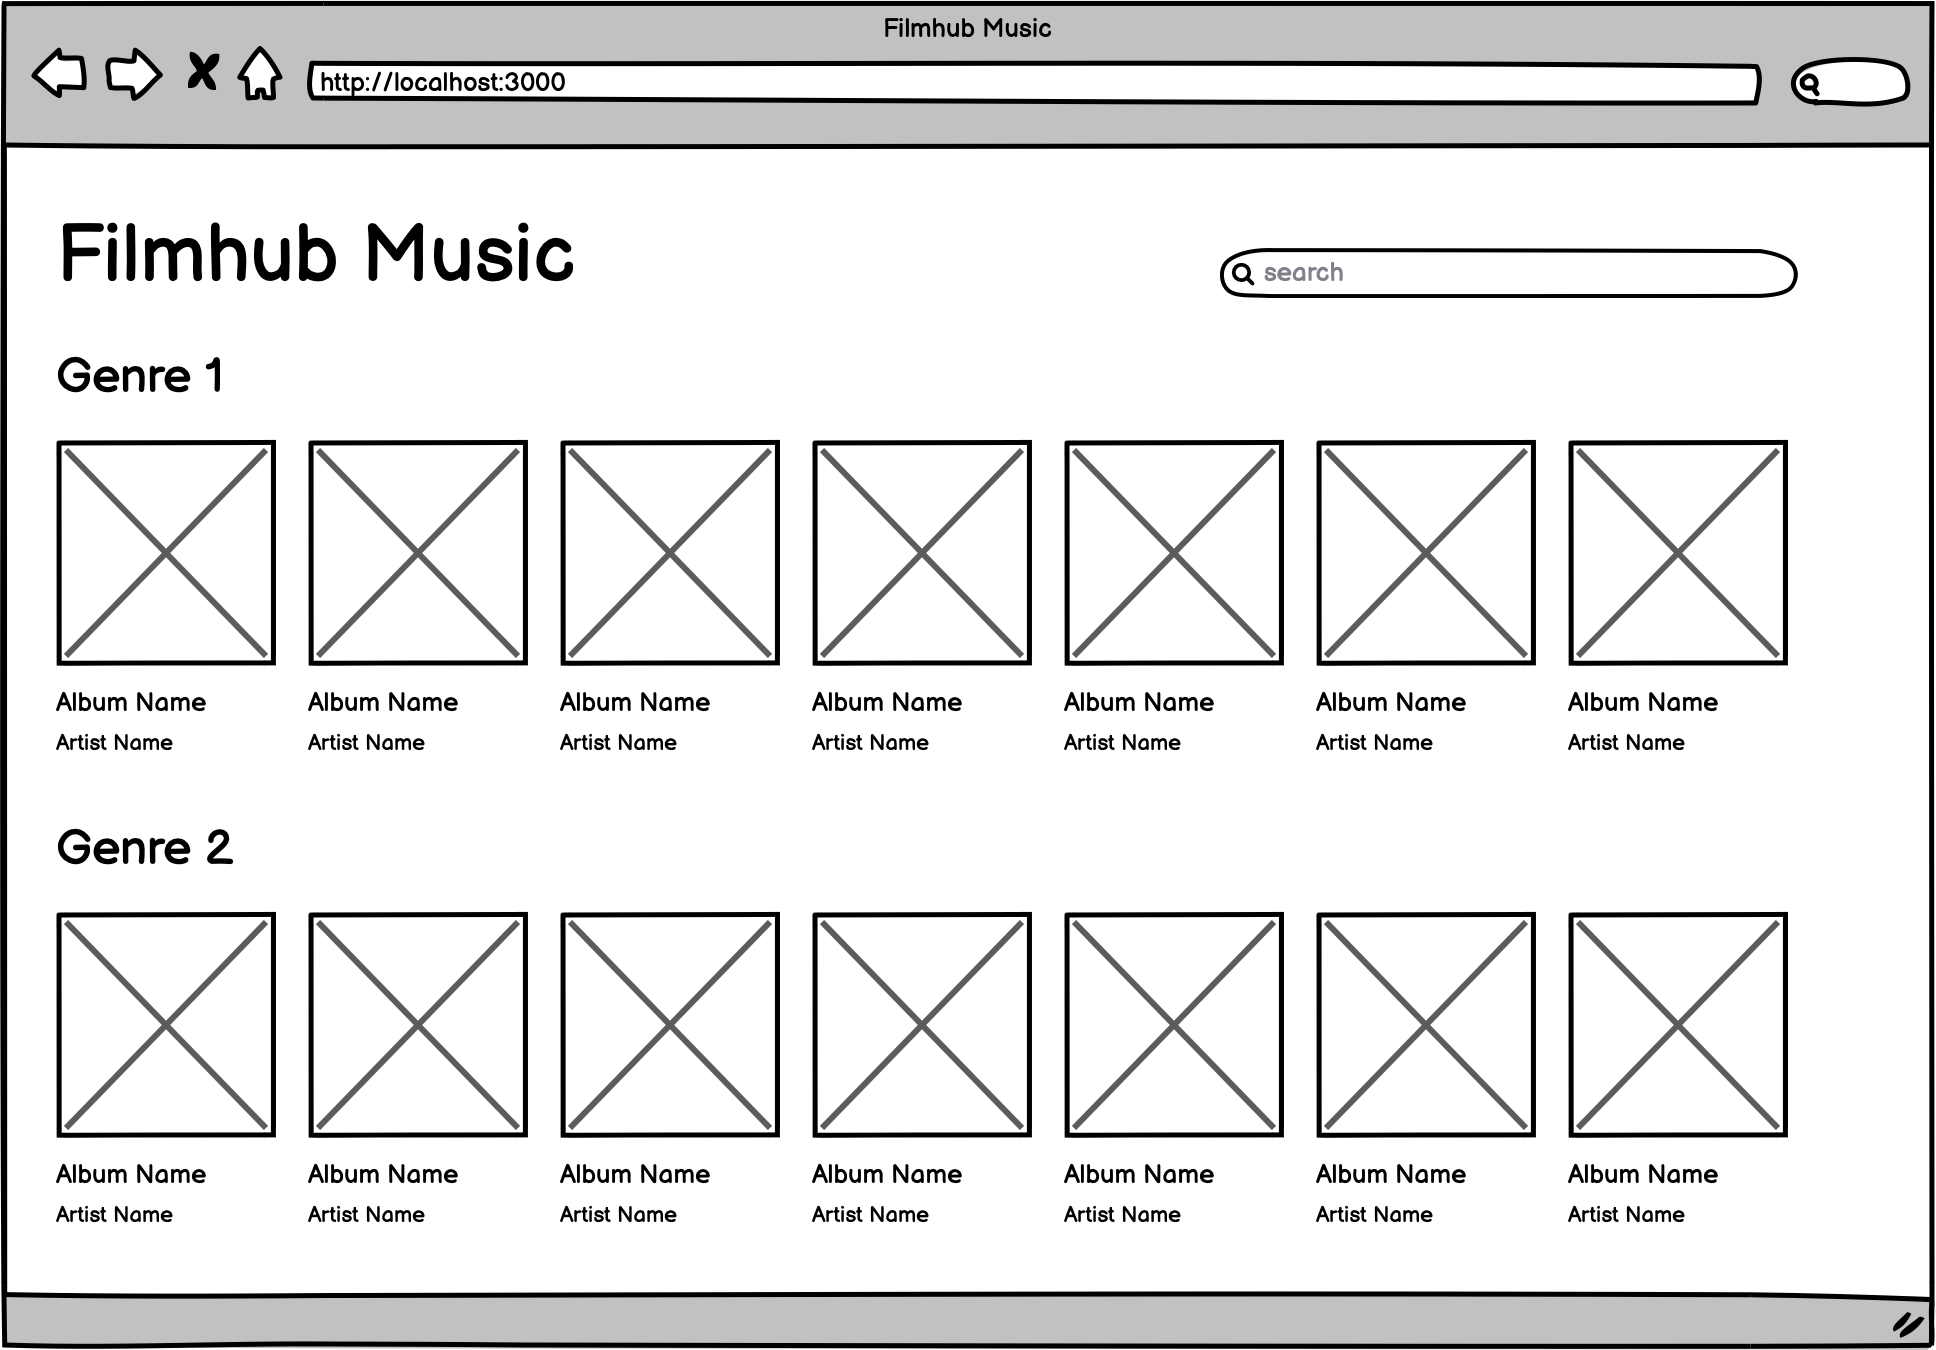 Filmhub Music
http://localhost:3000
Filmhub Music
search
Genre 1
Album Name Album Name Album Name Album Name Album Name Album Name Album Name
Artist Name Artist Name Artist Name Artist Name Artist Name Artist Name Artist Name
Genre 2
Album Name Album Name Album Name Album Name Album Name Album Name Album Name
Artist Name Artist Name Artist Name Artist Name Artist Name Artist Name Artist Name